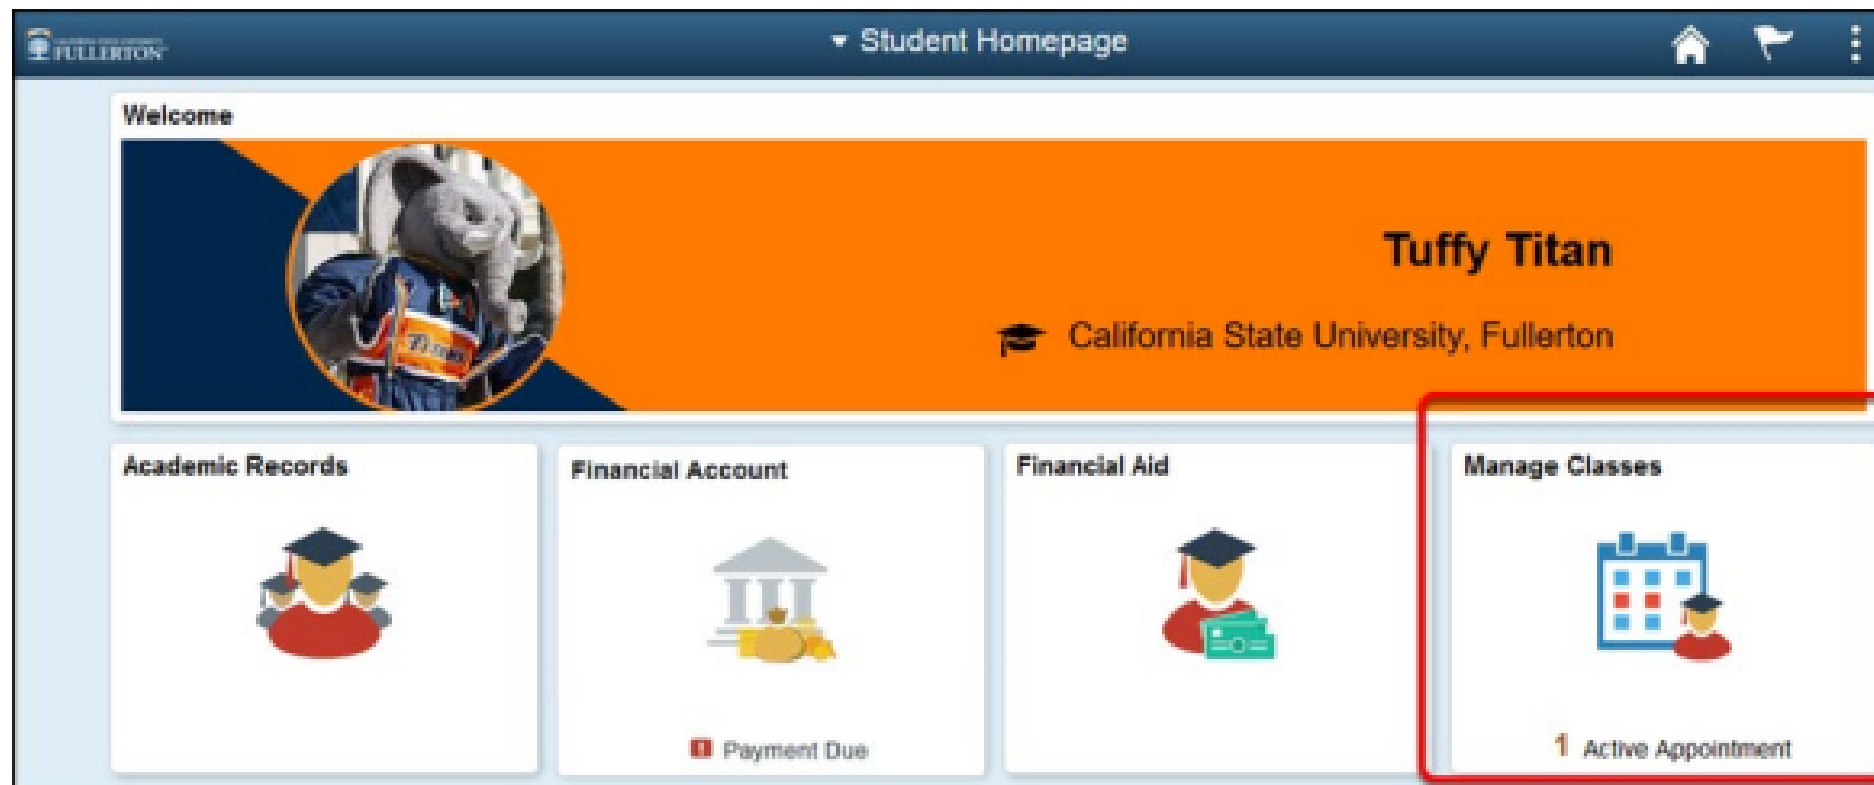 FULLERTON
Student Homepage
Welcome
Tuffy Titan
California State University, Fullerton
Academic Records
Financial Account
Financial Aid
Manage Classes
Payment Due
1 Active Appointment